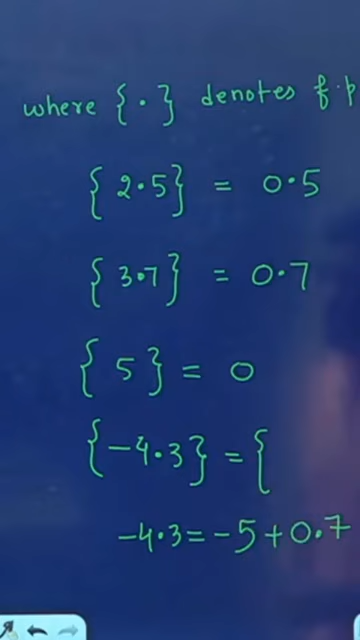 where {·} denotes f.p
{2.5} = 0.5
{3.7} = 0.7
{5} = 0
{-4.3} = {
-4.3 = -5 + 0.7